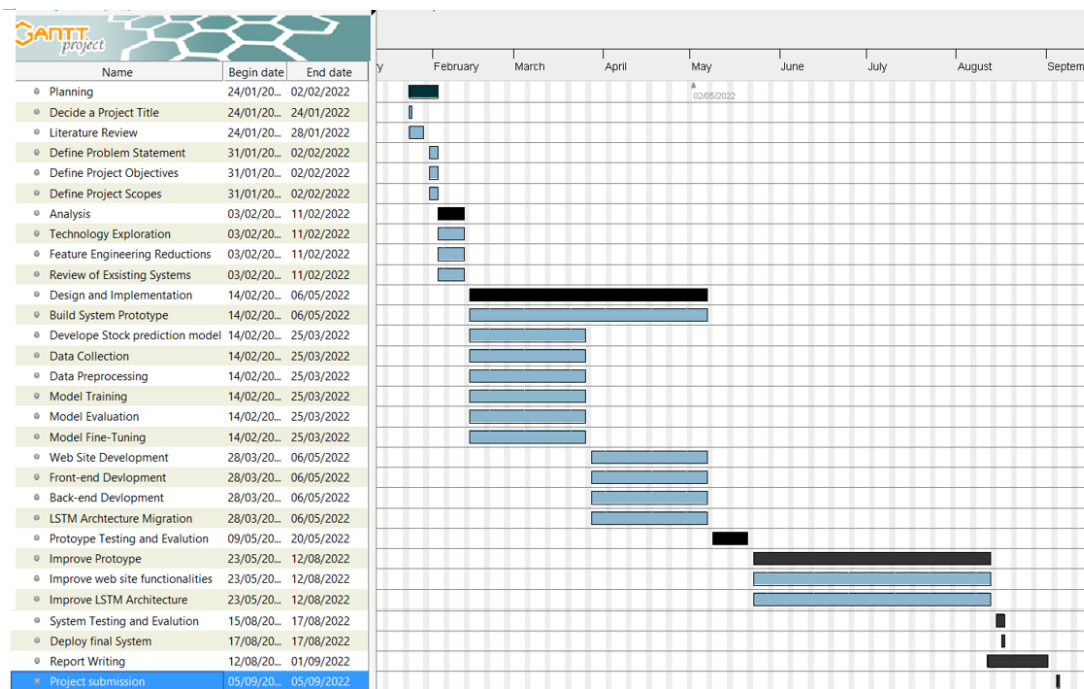 GANTT
project
Name Begin date End date
y February March April May June July August Septem
02/05/2022
Planning 24/01/20... 02/02/2022
Decide a Project Title 24/01/20... 24/01/2022
Literature Review 24/01/20... 28/01/2022
Define Problem Statement 31/01/20... 02/02/2022
Define Project Objectives 31/01/20... 02/02/2022
Define Project Scopes 31/01/20... 02/02/2022
Analysis 03/02/20... 11/02/2022
Technology Exploration 03/02/20... 11/02/2022
Feature Engineering Reductions 03/02/20... 11/02/2022
Review of Exsisting Systems 03/02/20... 11/02/2022
Design and Implementation 14/02/20... 06/05/2022
Build System Prototype 14/02/20... 06/05/2022
Develope Stock prediction model 14/02/20... 25/03/2022
Data Collection 14/02/20... 25/03/2022
Data Preprocessing 14/02/20... 25/03/2022
Model Training 14/02/20... 25/03/2022
Model Evaluation 14/02/20... 25/03/2022
Model Fine-Tuning 14/02/20... 25/03/2022
Web Site Development 28/03/20... 06/05/2022
Front-end Devlopment 28/03/20... 06/05/2022
Back-end Devlopment 28/03/20... 06/05/2022
LSTM Archtecture Migration 28/03/20... 06/05/2022
Protoype Testing and Evalution 09/05/20... 20/05/2022
Improve Protoype 23/05/20... 12/08/2022
Improve web site functionalities 23/05/20... 12/08/2022
Improve LSTM Architecture 23/05/20... 12/08/2022
System Testing and Evalution 15/08/20... 17/08/2022
Deploy final System 17/08/20... 17/08/2022
Report Writing 12/08/20... 01/09/2022
Project submission 05/09/20... 05/09/2022